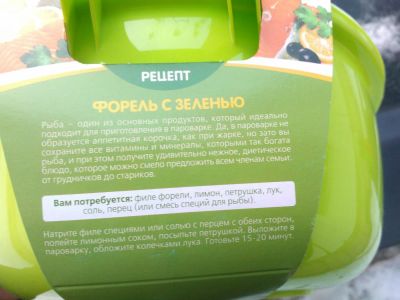 РЕЦЕПТ
ФОРЕЛЬ С ЗЕЛЕНЬЮ
Рыба – один из основных продуктов, который идеально
подходит для приготовления в пароварке. Да, в пароварке не
образуется аппетитная корочка, как при жарке, но зато вы
сохраните все витамины и минералы, которыми так богата
рыба, и при этом получите удивительно нежное, диетическое
блюдо, которое можно смело предложить всем членам семьи:
от грудничков до стариков.
Вам потребуется: филе форели, лимон, петрушка, лук,
соль, перец (или смесь специй для рыбы).
Натрите филе специями или солью с перцем с обеих сторон,
полейте лимонным соком, посыпьте петрушкой. Выложите в
пароварку, обложите колечками лука. Готовьте 15-20 минут.